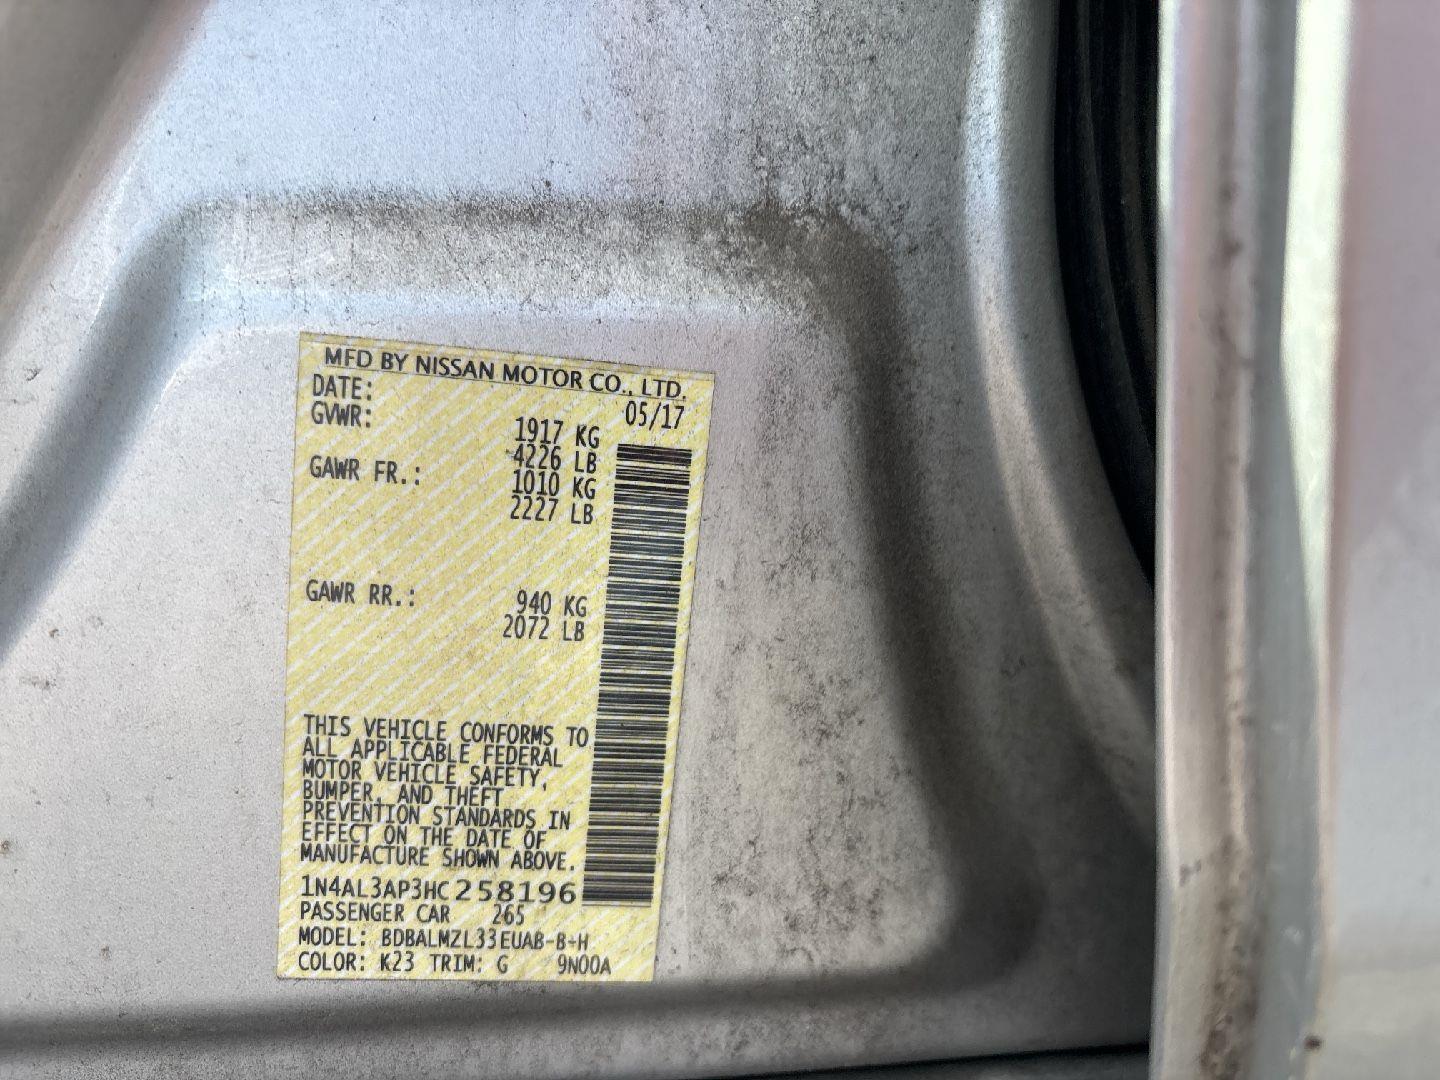 MFD BY NISSAN MOTOR CO., LTD.
DATE: 05/17
GVWR: 1917 KG
4226 LB
GAWR FR.: 1010 KG
2227 LB
GAWR RR.: 940 KG
2072 LB
THIS VEHICLE CONFORMS TO
ALL APPLICABLE FEDERAL
MOTOR VEHICLE SAFETY,
BUMPER, AND THEFT
PREVENTION STANDARDS IN
EFFECT ON THE DATE OF
MANUFACTURE SHOWN ABOVE.
1N4AL3AP3HC258196
PASSENGER CAR 265
MODEL: BDBALMZL33EUAB-B-H
COLOR: K23 TRIM: G 9N00A